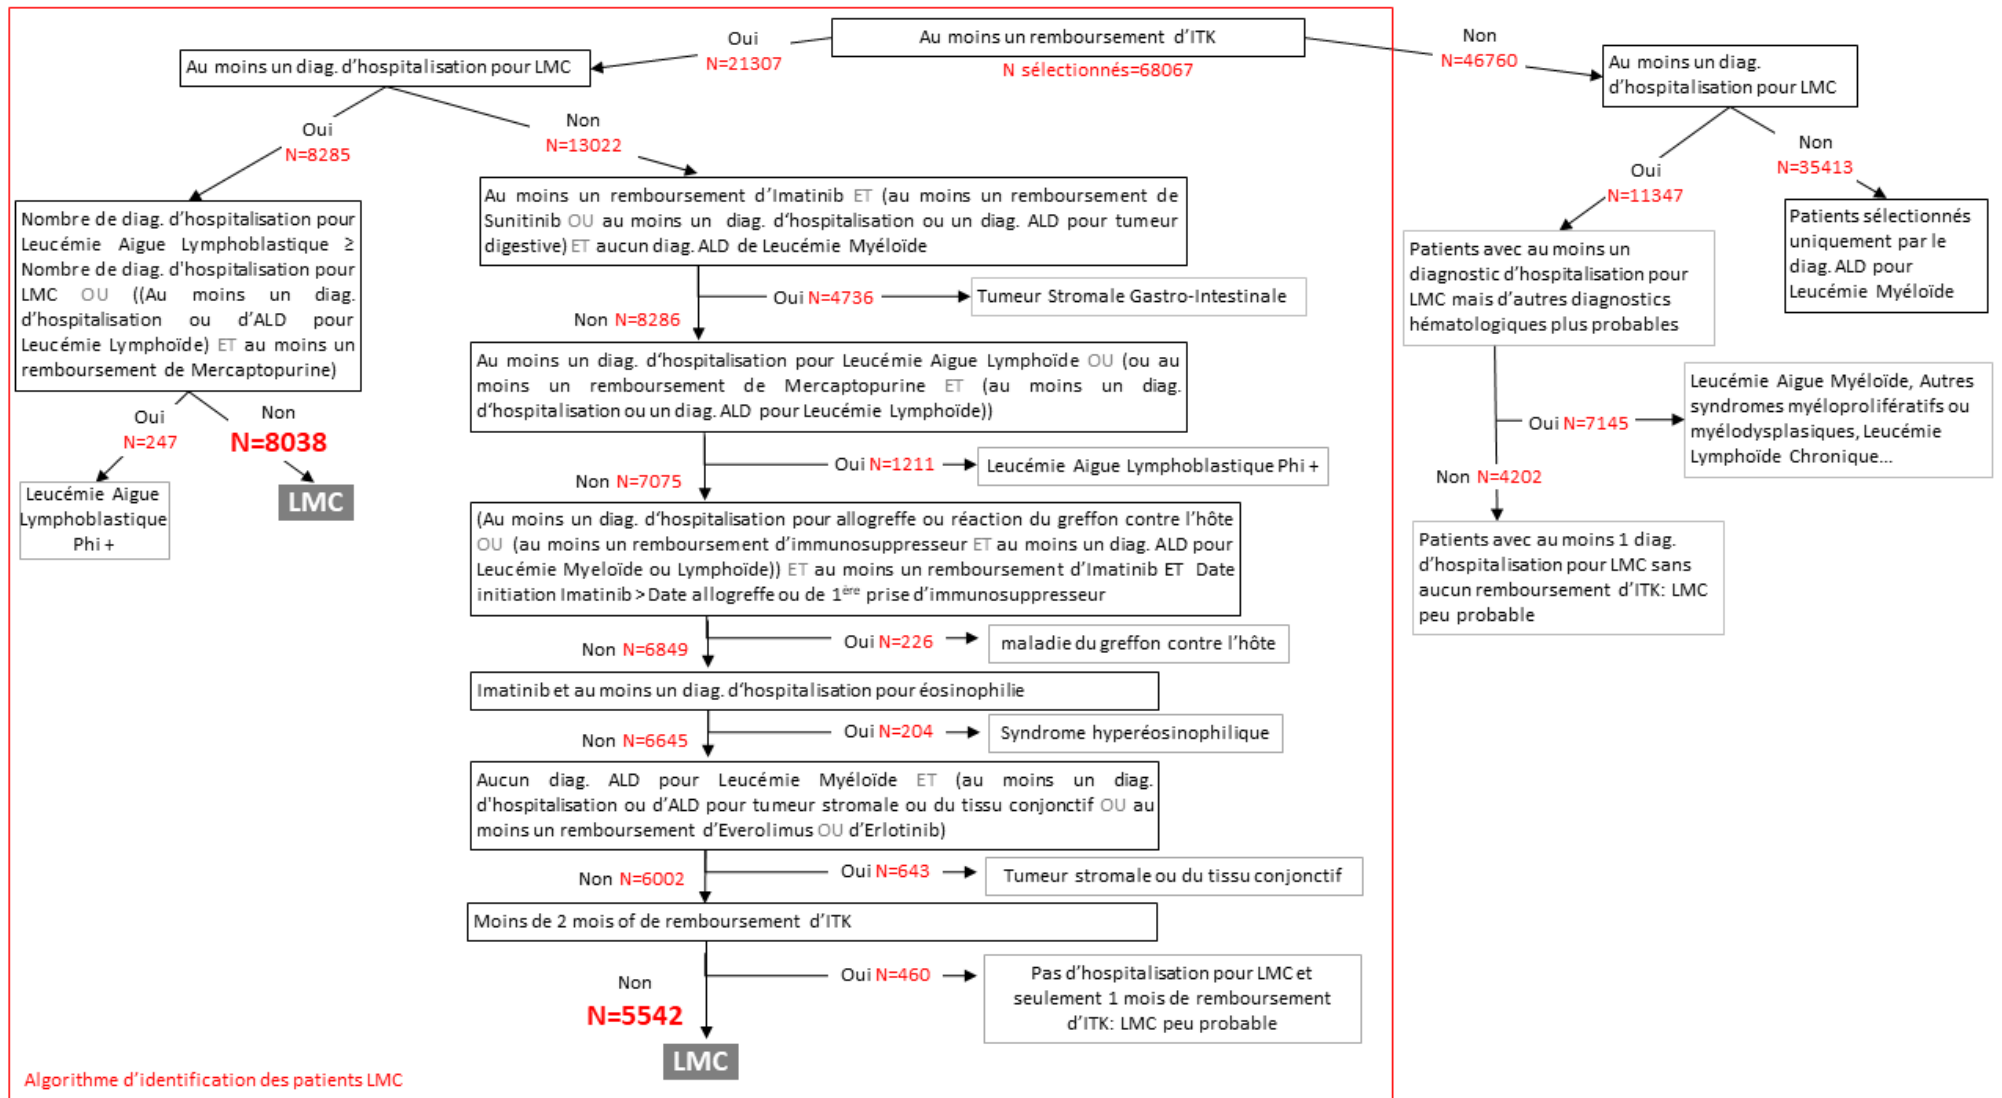 Au moins un remboursement d'ITK
N sélectionnés=68067
Oui
N=21307
Non
N=46760
Au moins un diag. d'hospitalisation pour LMC
Oui
N=8285
Non
N=13022
Nombre de diag. d'hospitalisation pour
Leucémie Aigue Lymphoblastique ≥
Nombre de diag. d'hospitalisation pour
LMC OU ((Au moins un diag.
d'hospitalisation ou d'ALD pour
Leucémie Lymphoïde) ET au moins un
remboursement de Mercaptopurine)
Oui
N=247
Non
N=8038
Leucémie Aigue
Lymphoblastique
Phi +
LMC
Au moins un remboursement d'Imatinib ET (au moins un remboursement de
Sunitinib OU au moins un diag. d'hospitalisation ou un diag. ALD pour tumeur
digestive) ET aucun diag. ALD de Leucémie Myéloïde
Oui N=4736
Tumeur Stromale Gastro-Intestinale
Non N=8286
Au moins un diag. d'hospitalisation pour Leucémie Aigue Lymphoïde OU (ou au
moins un remboursement de Mercaptopurine ET (au moins un diag.
d'hospitalisation ou un diag. ALD pour Leucémie Lymphoïde))
Oui N=1211
Leucémie Aigue Lymphoblastique Phi +
Non N=7075
(Au moins un diag. d'hospitalisation pour allogreffe ou réaction du greffon contre l'hôte
OU (au moins un remboursement d'immunosuppresseur ET au moins un diag. ALD pour
Leucémie Myeloïde ou Lymphoïde)) ET au moins un remboursement d'Imatinib ET Date
initiation Imatinib > Date allogreffe ou de 1ère prise d'immunosuppresseur
Oui N=226
maladie du greffon contre l'hôte
Non N=6849
Imatinib et au moins un diag. d'hospitalisation pour éosinophilie
Oui N=204
Syndrome hyperéosinophilique
Non N=6645
Aucun diag. ALD pour Leucémie Myéloïde ET (au moins un diag.
d'hospitalisation ou d'ALD pour tumeur stromale ou du tissu conjonctif OU au
moins un remboursement d'Everolimus OU d'Erlotinib)
Oui N=643
Tumeur stromale ou du tissu conjonctif
Non N=6002
Moins de 2 mois of de remboursement d'ITK
Oui N=460
Pas d'hospitalisation pour LMC et
seulement 1 mois de remboursement
d'ITK: LMC peu probable
Non
N=5542
LMC
Algorithme d'identification des patients LMC
Au moins un diag.
d'hospitalisation pour LMC
Oui
N=11347
Non
N=35413
Patients avec au moins un
diagnostic d'hospitalisation pour
LMC mais d'autres diagnostics
hématologiques plus probables
Patients sélectionnés
uniquement par le
diag. ALD pour
Leucémie Myéloïde
Oui N=7145
Leucémie Aigue Myéloïde, Autres
syndromes myéloprolifératifs ou
myélodysplasiques, Leucémie
Lymphoïde Chronique...
Non N=4202
Patients avec au moins 1 diag.
d'hospitalisation pour LMC sans
aucun remboursement d'ITK: LMC
peu probable